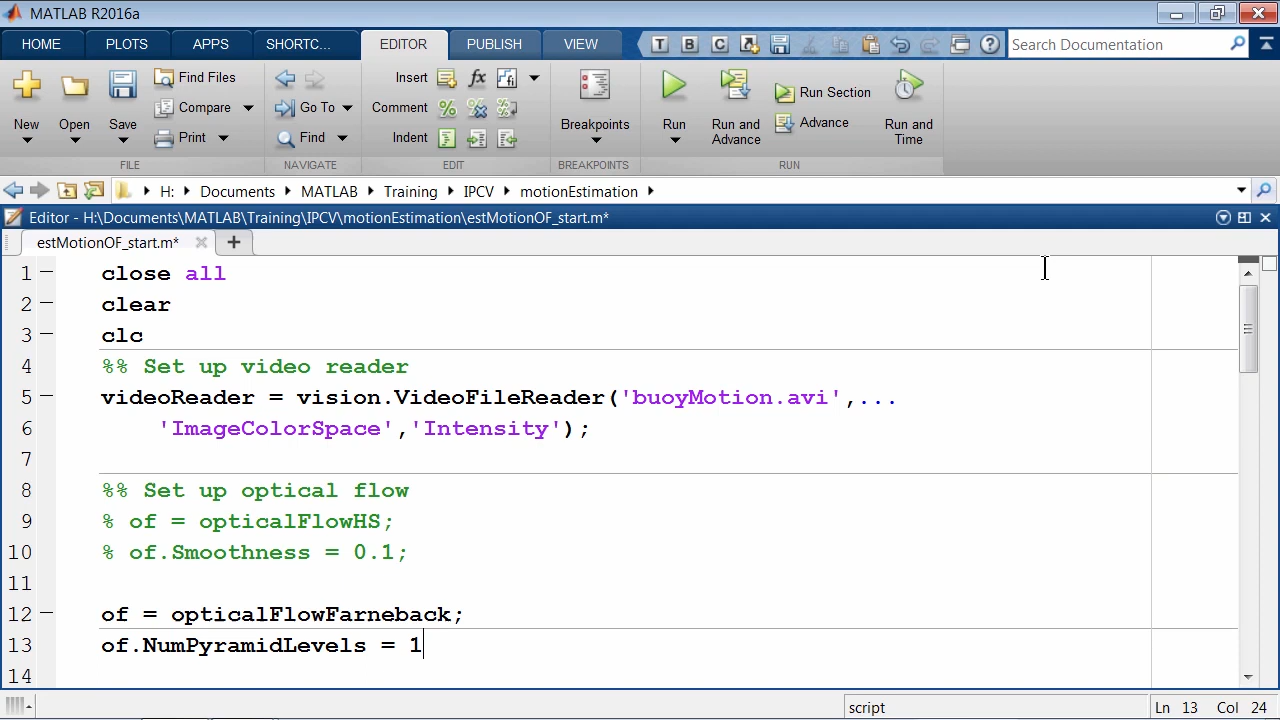 MATLAB R2016a
HOME PLOTS APPS SHORTC... EDITOR PUBLISH VIEW Search Documentation
New Open Save Find Files Compare Print
FILE
Go To Find
NAVIGATE
Insert fx
Comment
Indent
EDIT
Breakpoints
BREAKPOINTS
Run Run and Advance Run Section Advance Run and Time
RUN
H: Documents MATLAB Training IPCV motionEstimation
Editor - H:\Documents\MATLAB\Training\IPCV\motionEstimation\estMotionOF_start.m*
estMotionOF_start.m*
1 close all
2 clear
3 clc
4 %% Set up video reader
5 videoReader = vision.VideoFileReader('buoyMotion.avi',...
6 'ImageColorSpace','Intensity');
7
8 %% Set up optical flow
9 % of = opticalFlowHS;
10 % of.Smoothness = 0.1;
11
12 of = opticalFlowFarneback;
13 of.NumPyramidLevels = 1
14
script Ln 13 Col 24